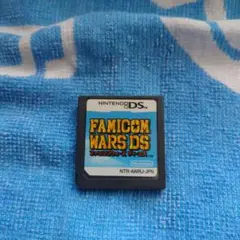 NINTENDO DS
FAMICOM
WARS DS
NTR-AWRJ-JPN